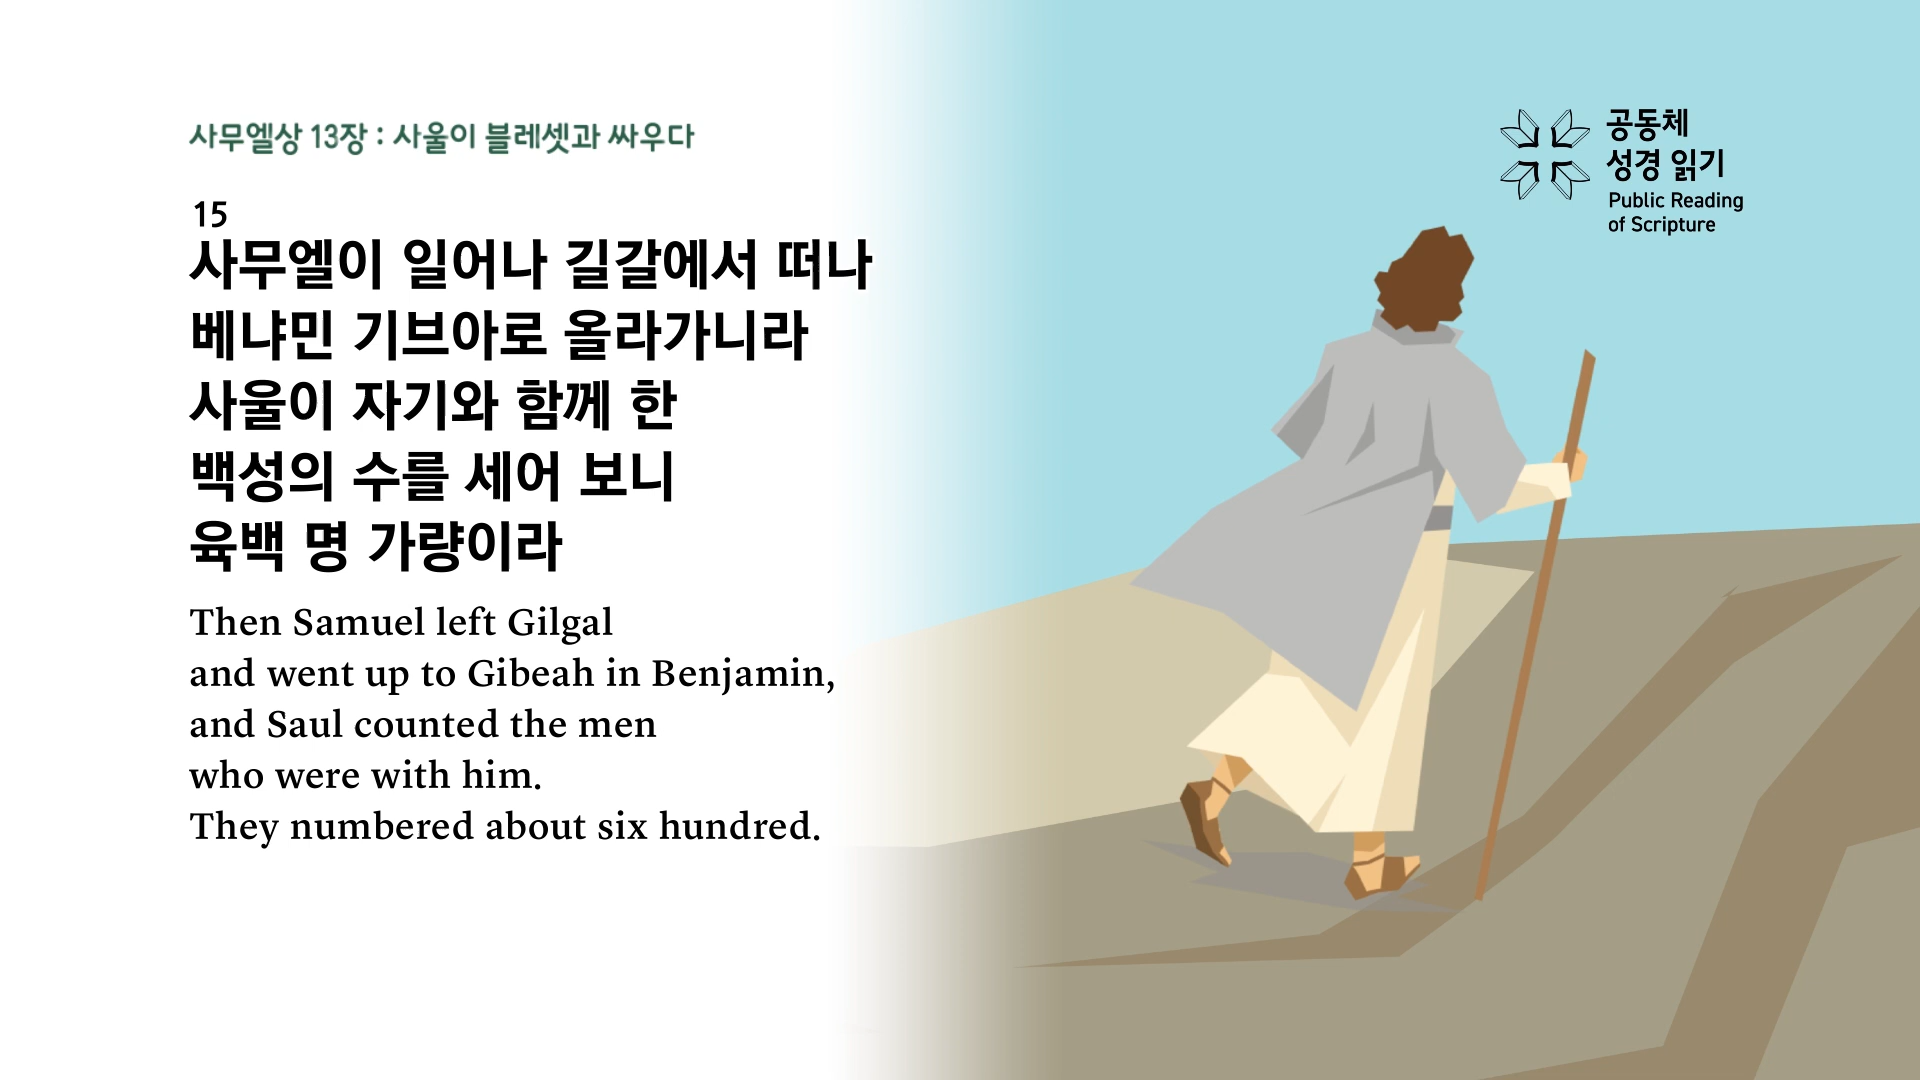 사무엘상 13장 : 사울이 블레셋과 싸우다
15
사무엘이 일어나 길갈에서 떠나
베냐민 기브아로 올라가니라
사울이 자기와 함께 한
백성의 수를 세어 보니
육백 명 가량이라
Then Samuel left Gilgal
and went up to Gibeah in Benjamin,
and Saul counted the men
who were with him.
They numbered about six hundred.
공동체
성경 읽기
Public Reading
of Scripture